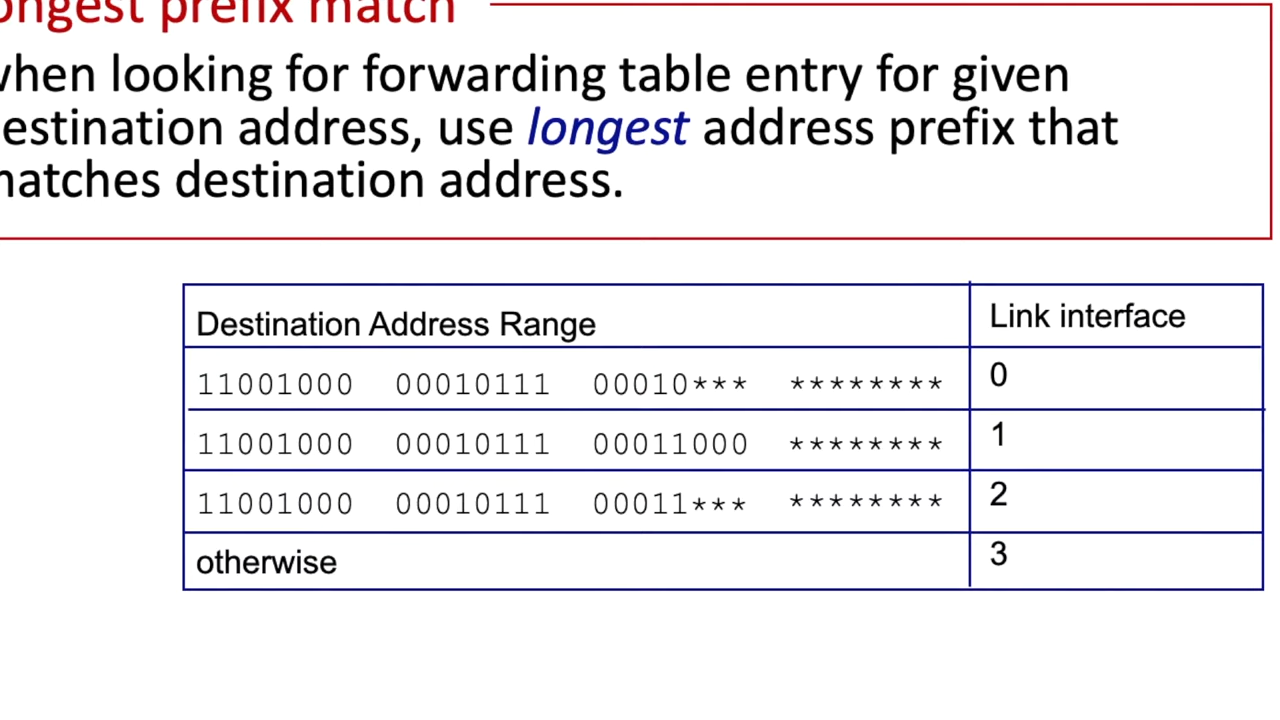 ongest prefix match
when looking for forwarding table entry for given
estination address, use longest address prefix that
natches destination address.
Destination Address Range Link interface
11001000 00010111 00010*** ******** 0
11001000 00010111 00011000 ******** 1
11001000 00010111 00011*** ******** 2
otherwise 3